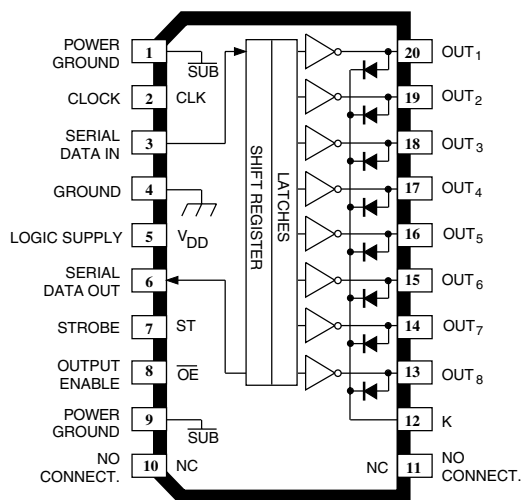 POWER
GROUND
1
SUB
20
OUT1
CLOCK
2
CLK
19
OUT2
SERIAL
DATA IN
3
18
OUT3
GROUND
4
17
OUT4
LOGIC SUPPLY
5
VDD
16
OUT5
SERIAL
DATA OUT
6
15
OUT6
STROBE
7
ST
14
OUT7
OUTPUT
ENABLE
8
OE
13
OUT8
POWER
GROUND
9
SUB
12
K
NO
CONNECT.
10
NC
NC
11
NO
CONNECT.
SHIFT REGISTER
LATCHES